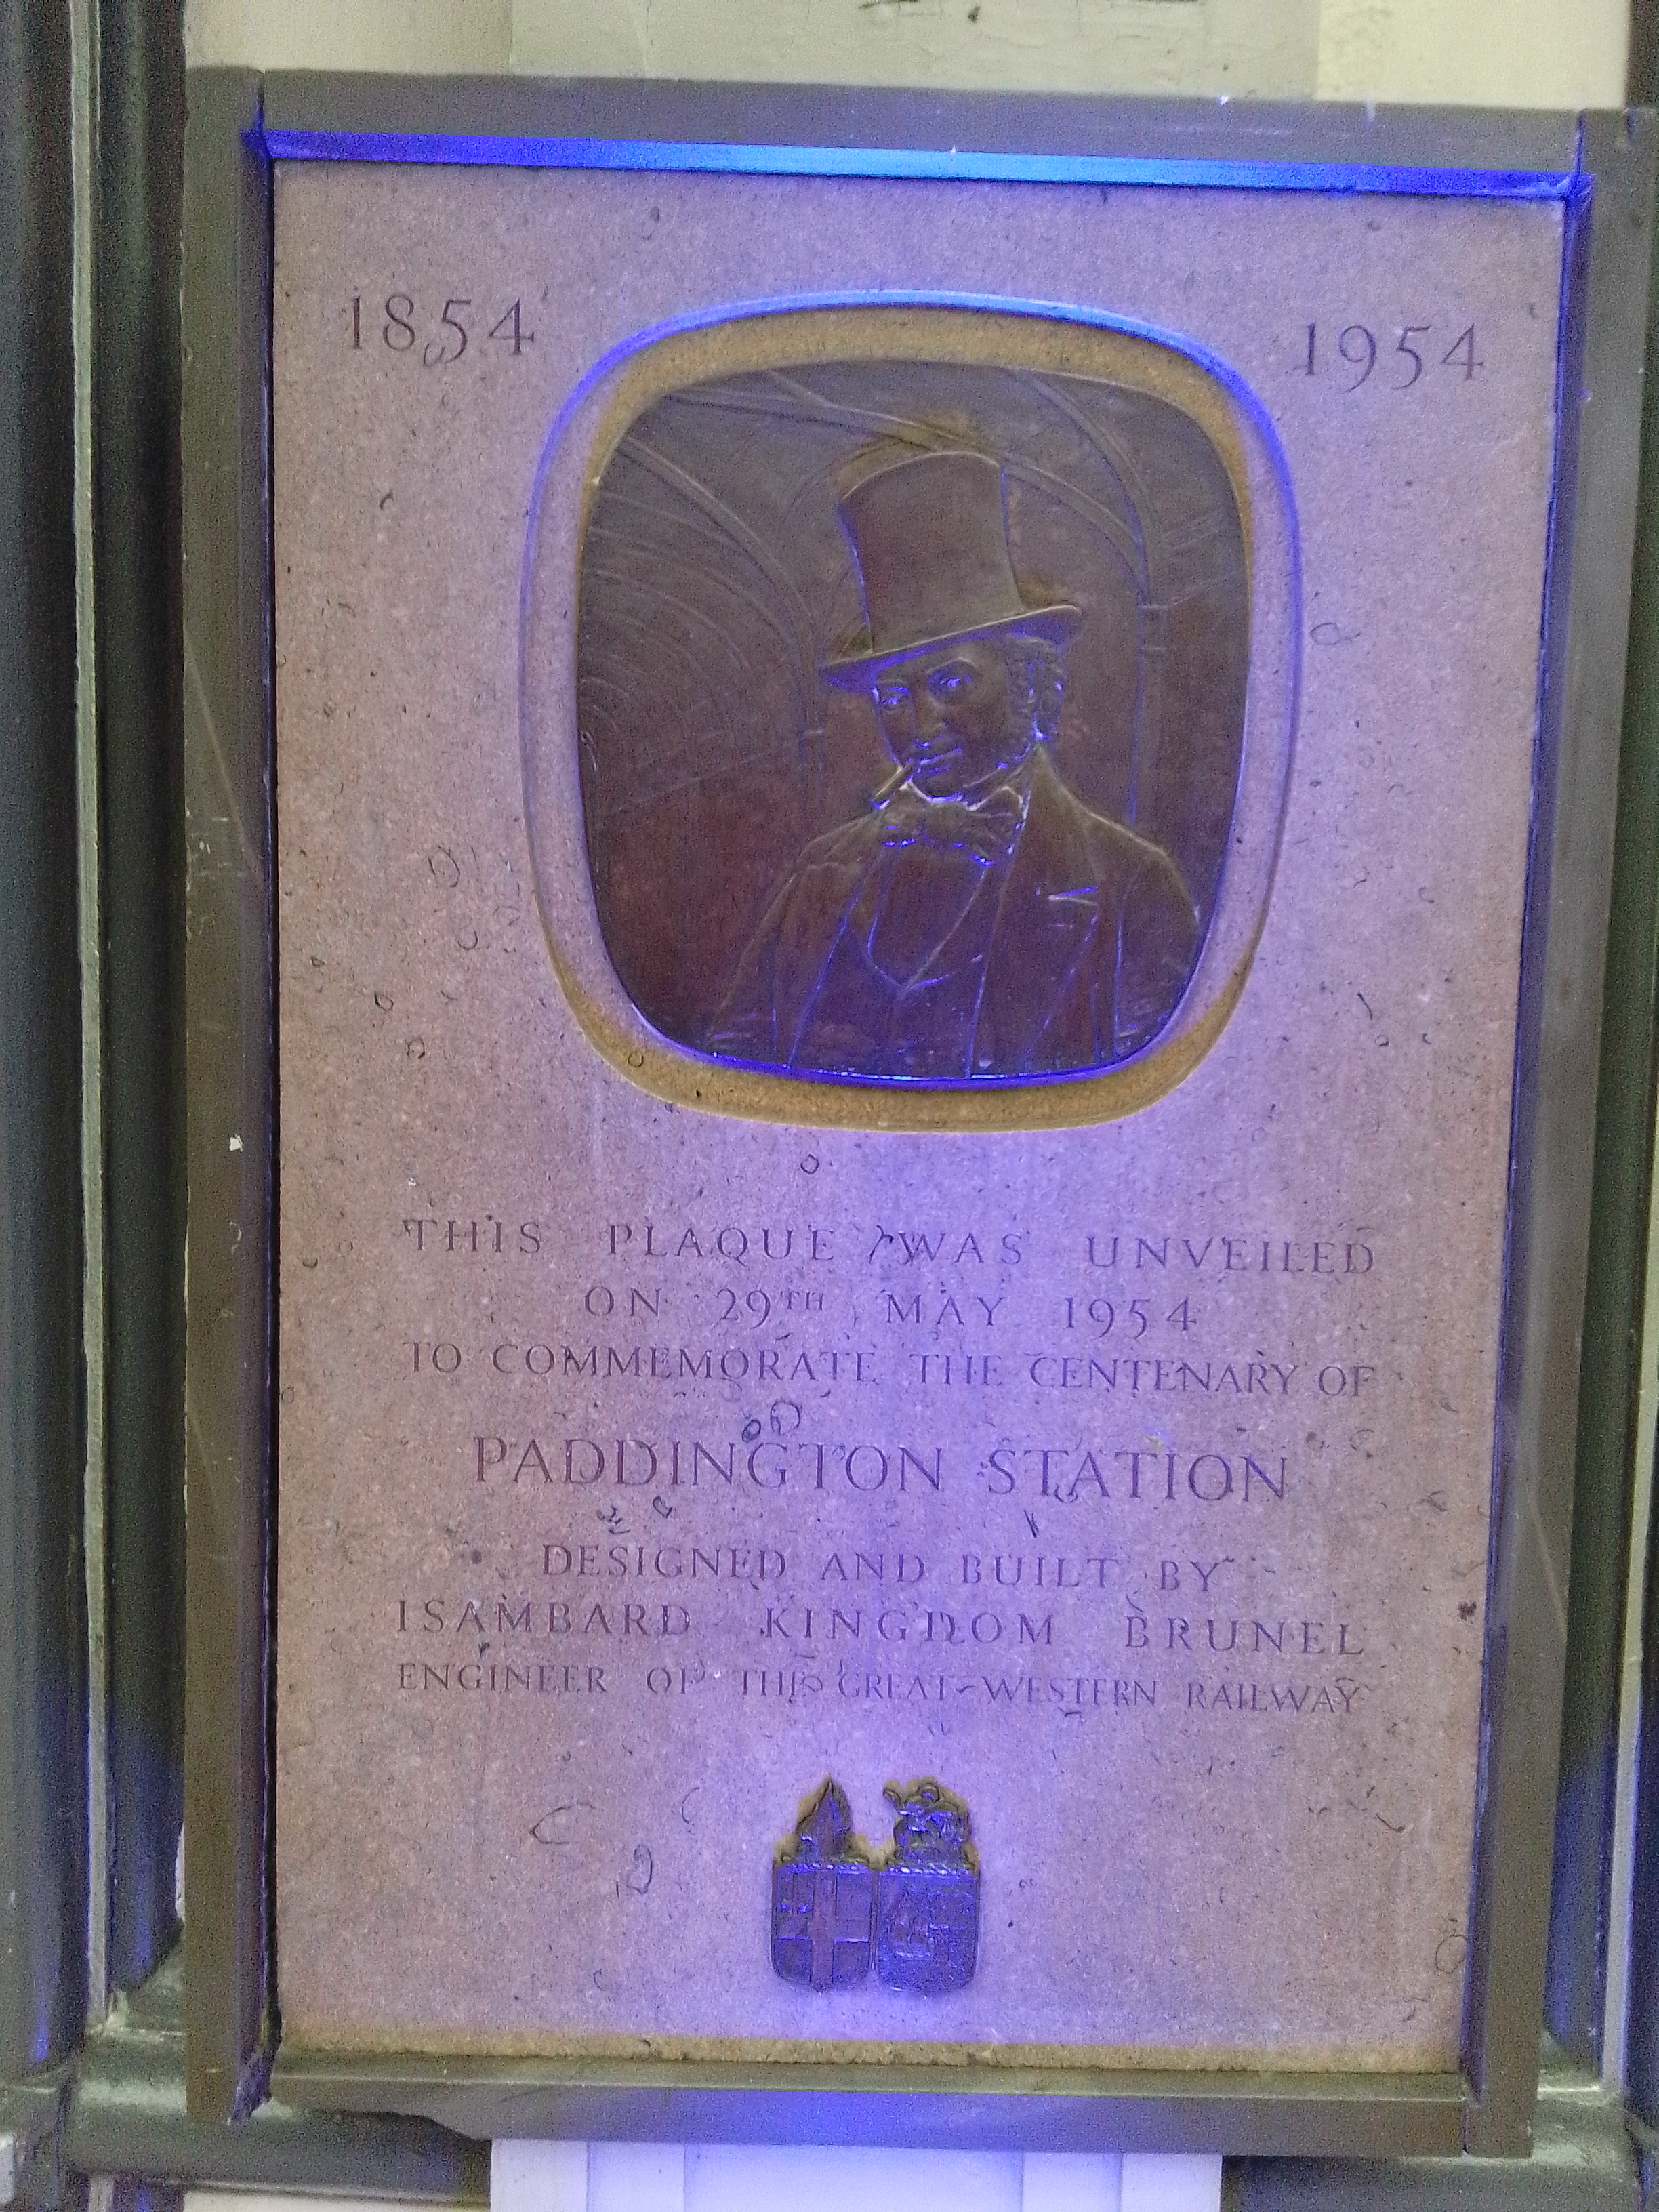 1854 1954
THIS PLAQUE WAS UNVEILED
ON 29TH MAY 1954
TO COMMEMORATE THE CENTENARY OF
PADDINGTON STATION
DESIGNED AND BUILT BY
ISAMBARD KINGDOM BRUNEL
ENGINEER OF THE GREAT WESTERN RAILWAY